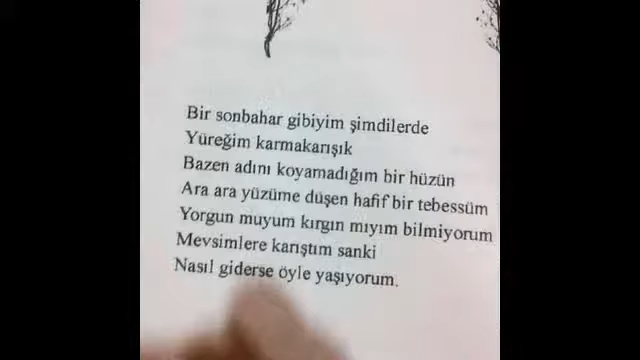 Bir sonbahar gibiyim şimdilerde
Yüreğim karmakarışık
Bazen adını koyamadığım bir hüzün
Ara ara yüzüme düşen hafif bir tebessüm
Yorgun muyum kırgın mıyım bilmiyorum
Mevsimlere karıştım sanki
Nasıl giderse öyle yaşıyorum.